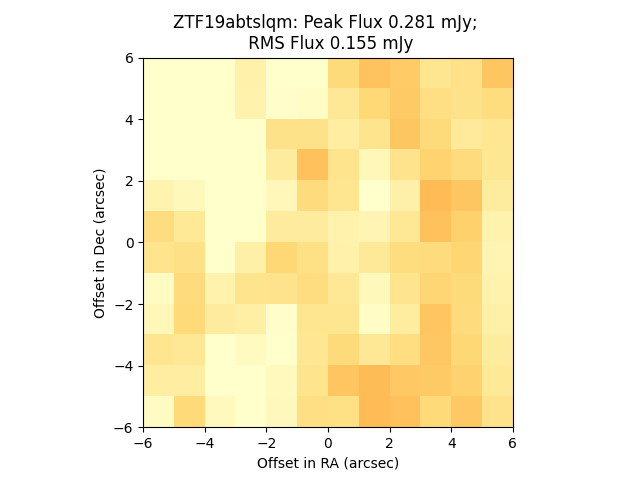 ZTF19abtslqm: Peak Flux 0.281 mJy;
RMS Flux 0.155 mJy
6
4
2
0
−2
−4
−6
Offset in Dec (arcsec)
−6 −4 −2 0 2 4 6
Offset in RA (arcsec)